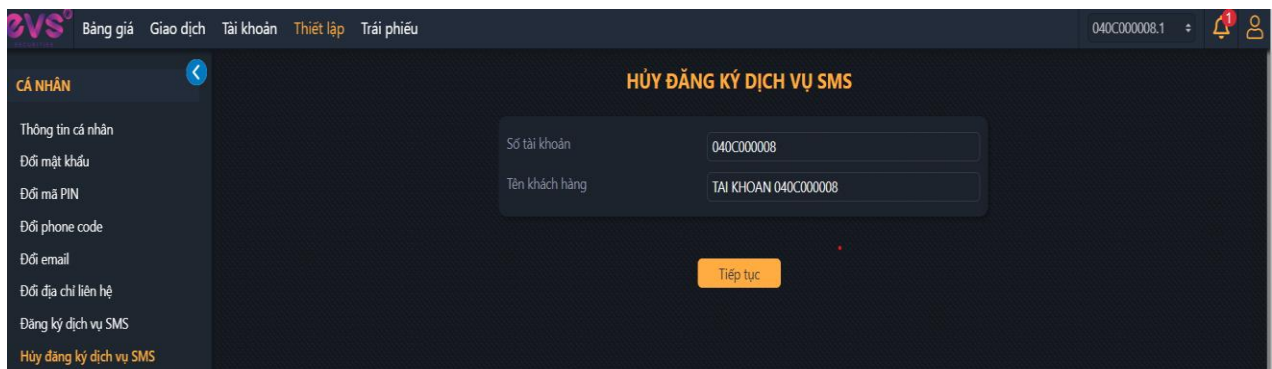 evs
Bảng giá Giao dịch Tài khoản Thiết lập Trái phiếu 040C000008.1 1
CÁ NHÂN
HỦY ĐĂNG KÝ DỊCH VỤ SMS
Thông tin cá nhân
Số tài khoản 040C000008
Đổi mật khẩu
Tên khách hàng TAI KHOAN 040C000008
Đổi mã PIN
Đổi phone code
Đổi email
Tiếp tục
Đổi địa chỉ liên hệ
Đăng ký dịch vụ SMS
Hủy đăng ký dịch vụ SMS